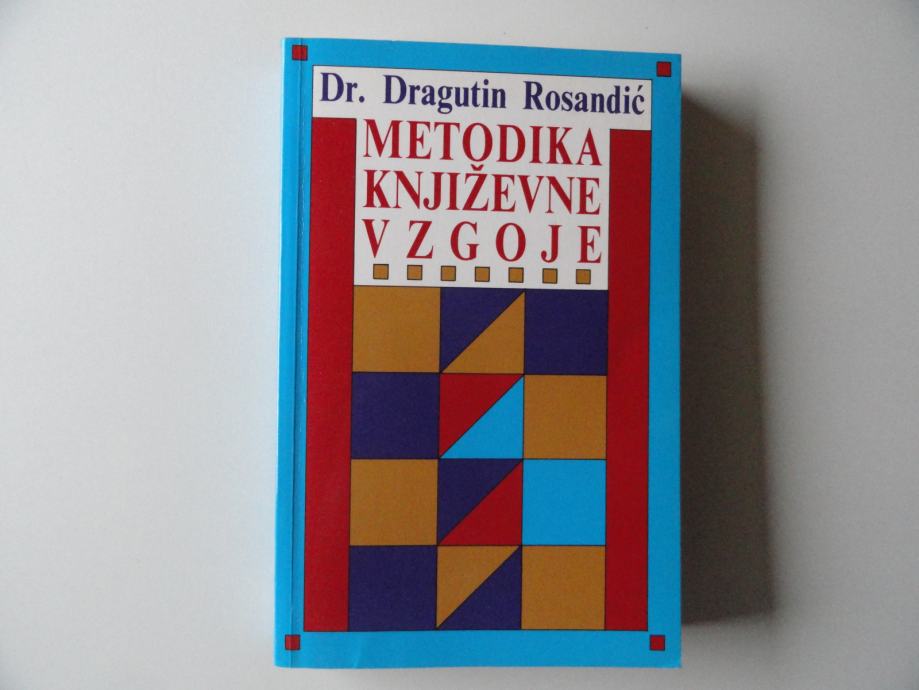 Dr. Dragutin Rosandić
METODIKA
KNJIŽEVNE
VZGOJE